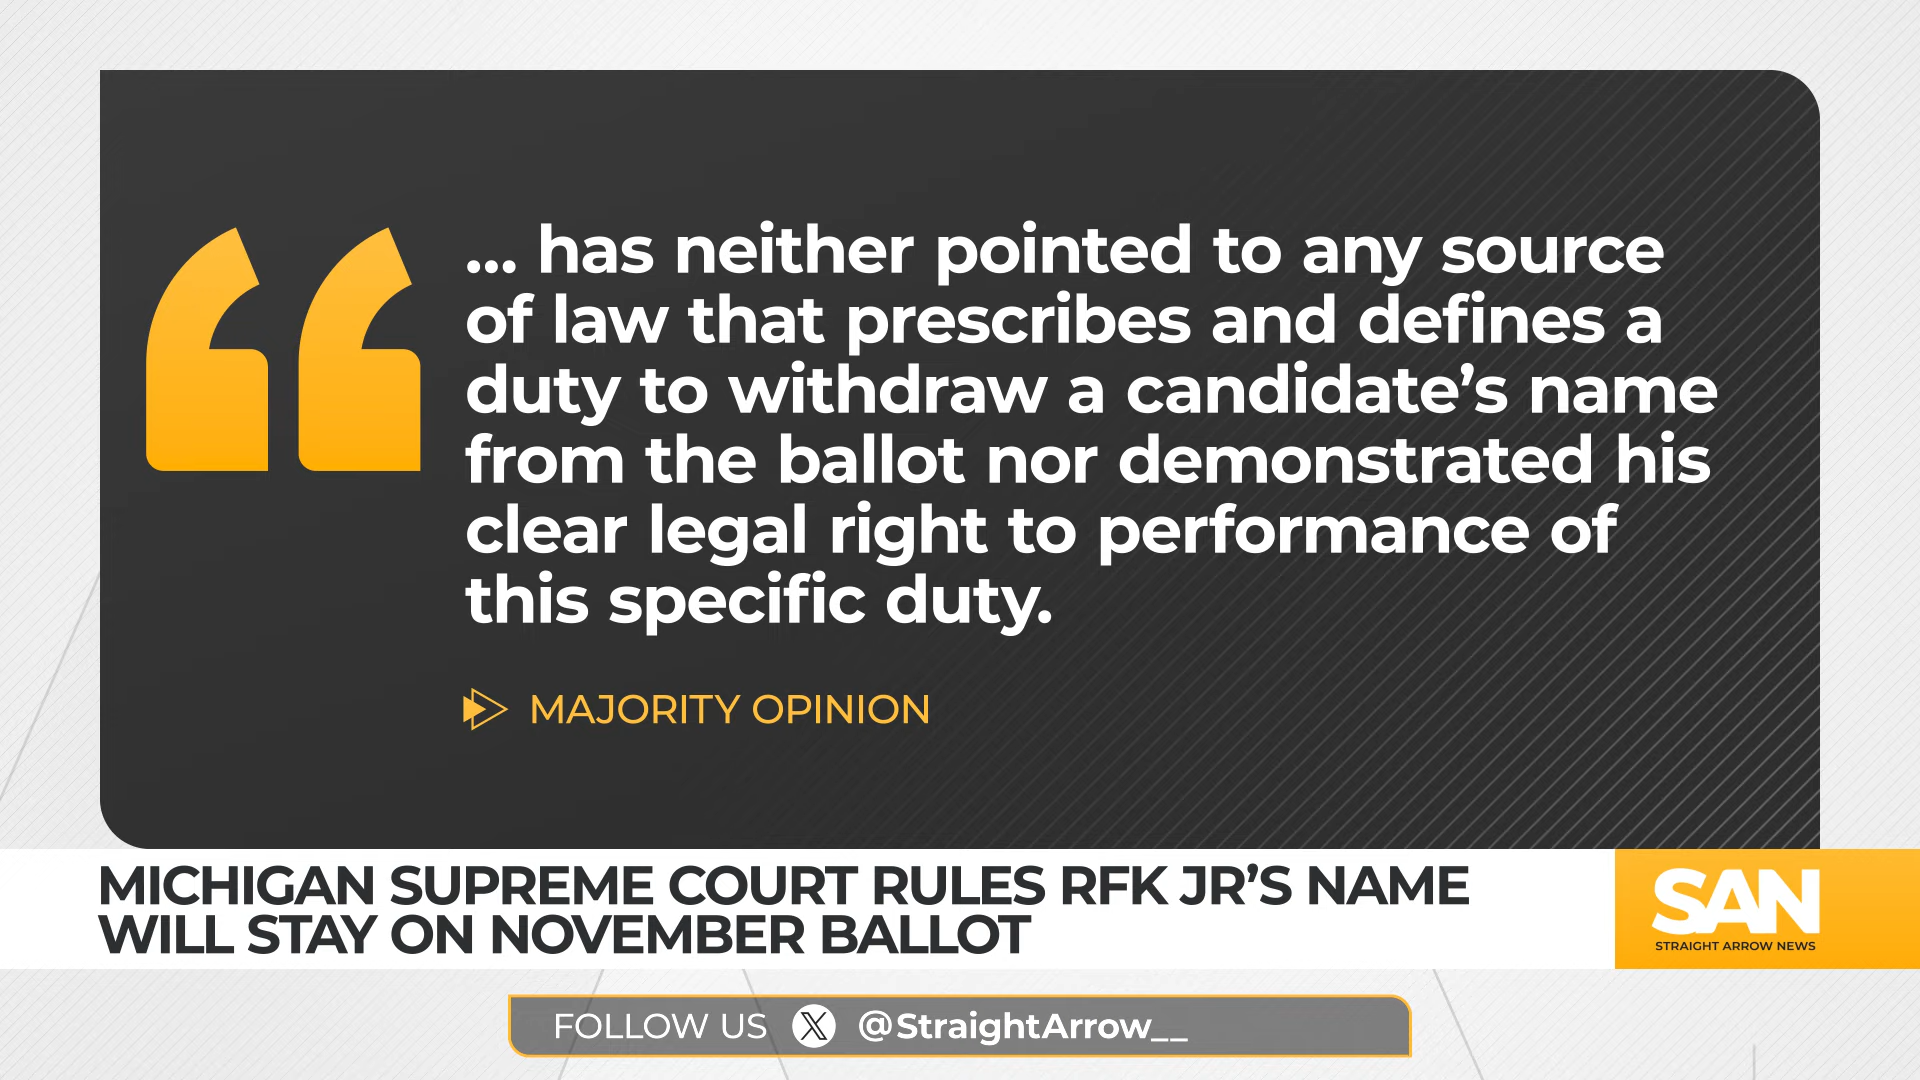 ... has neither pointed to any source
of law that prescribes and defines a
duty to withdraw a candidate’s name
from the ballot nor demonstrated his
clear legal right to performance of
this specific duty.
MAJORITY OPINION
MICHIGAN SUPREME COURT RULES RFK JR’S NAME
WILL STAY ON NOVEMBER BALLOT
SAN
STRAIGHT ARROW NEWS
FOLLOW US X @StraightArrow__